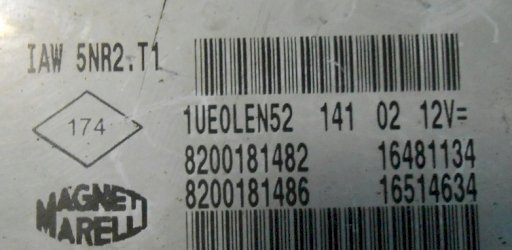 IAW 5NR2.T1
174
1UE0LEN52 141 02 12V=
8200181482 16481134
8200181486 16514634
MAGNETI
MARELLI